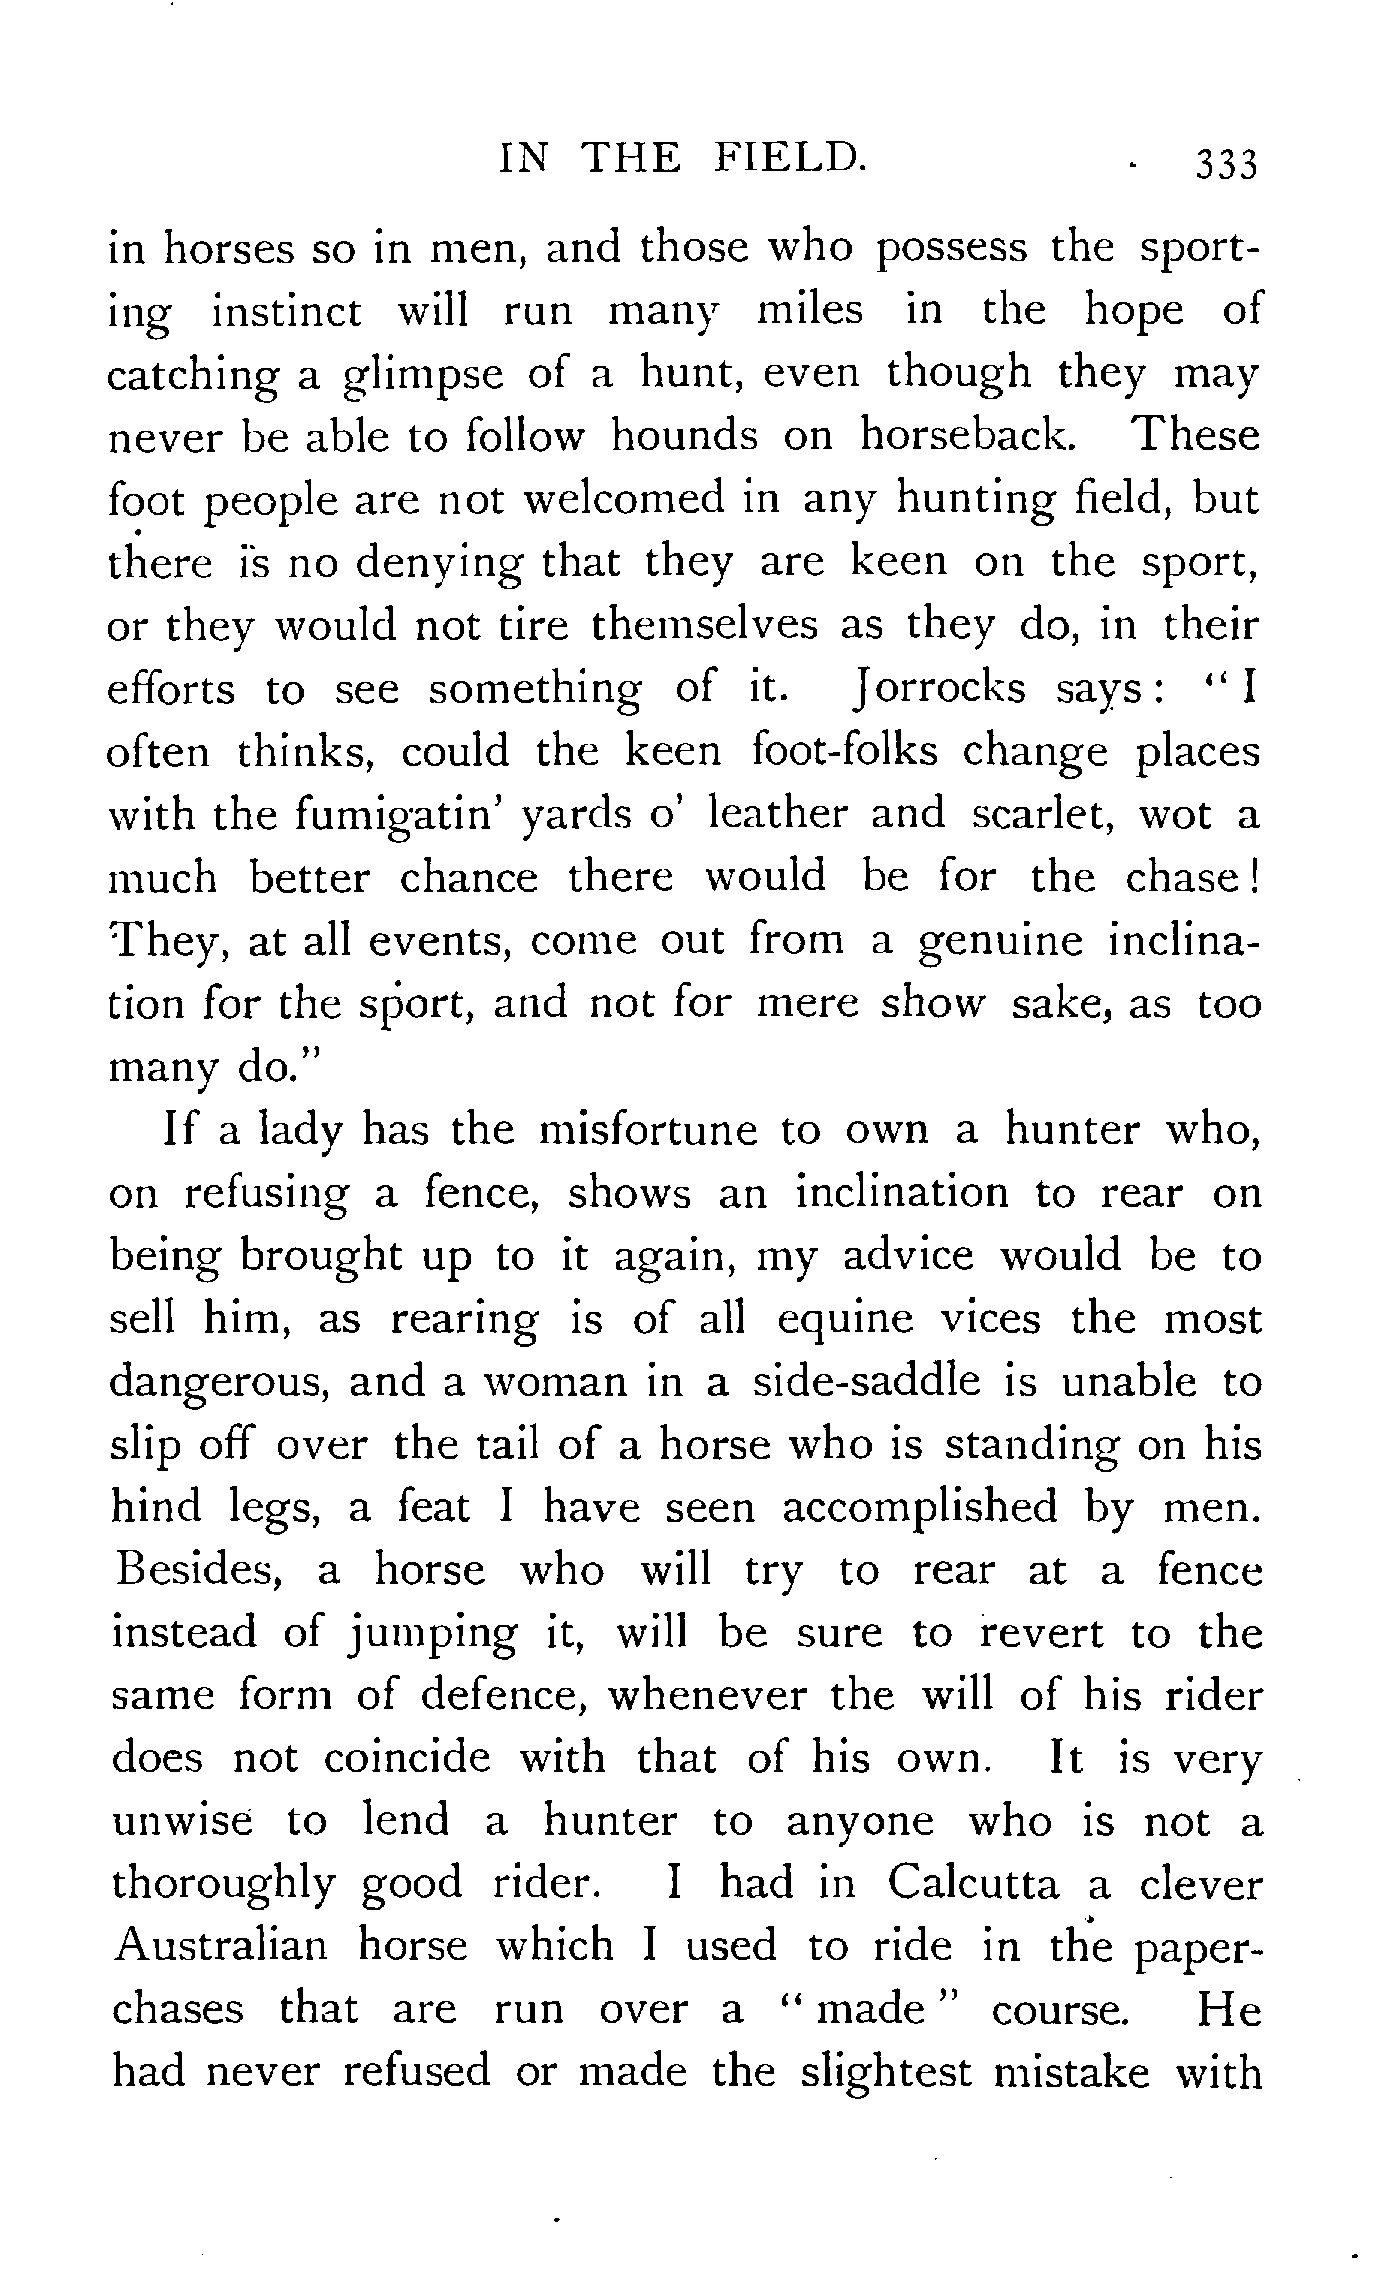 IN THE FIELD. 333
in horses so in men, and those who possess the sport-
ing instinct will run many miles in the hope of
catching a glimpse of a hunt, even though they may
never be able to follow hounds on horseback. These
foot people are not welcomed in any hunting field, but
there is no denying that they are keen on the sport,
or they would not tire themselves as they do, in their
efforts to see something of it. Jorrocks says: “I
often thinks, could the keen foot-folks change places
with the fumigatin’ yards o’ leather and scarlet, wot a
much better chance there would be for the chase!
They, at all events, come out from a genuine inclina-
tion for the sport, and not for mere show sake, as too
many do.”
If a lady has the misfortune to own a hunter who,
on refusing a fence, shows an inclination to rear on
being brought up to it again, my advice would be to
sell him, as rearing is of all equine vices the most
dangerous, and a woman in a side-saddle is unable to
slip off over the tail of a horse who is standing on his
hind legs, a feat I have seen accomplished by men.
Besides, a horse who will try to rear at a fence
instead of jumping it, will be sure to revert to the
same form of defence, whenever the will of his rider
does not coincide with that of his own. It is very
unwise to lend a hunter to anyone who is not a
thoroughly good rider. I had in Calcutta a clever
Australian horse which I used to ride in the paper-
chases that are run over a “made” course. He
had never refused or made the slightest mistake with